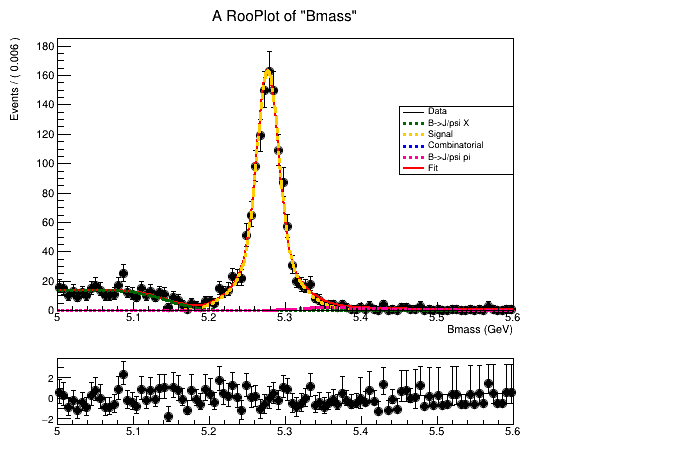 A RooPlot of "Bmass"
Events / ( 0.006 )
180
160
140
120
100
80
60
40
20
0
Data
B->J/psi X
Signal
Combinatorial
B->J/psi pi
Fit
5 5.1 5.2 5.3 5.4 5.5 5.6
Bmass (GeV)
2
0
−2
5 5.1 5.2 5.3 5.4 5.5 5.6